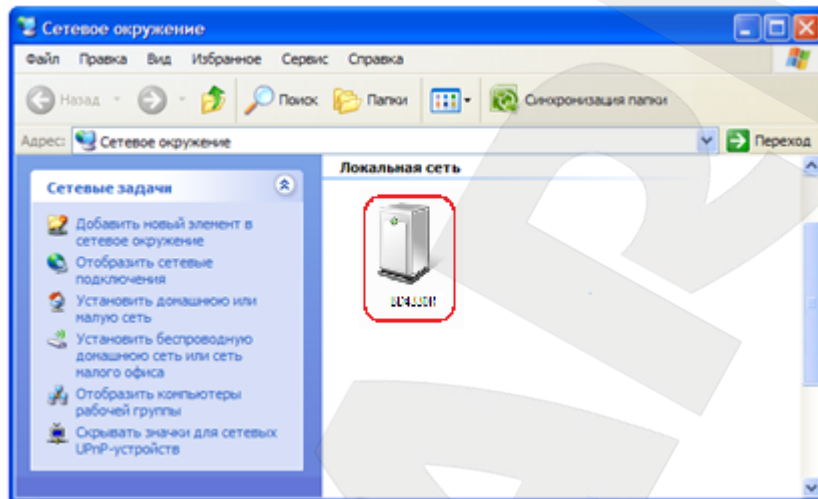 Сетевое окружение
Файл Правка Вид Избранное Сервис Справка
Назад Поиск Папки Синхронизация папки
Адрес: Сетевое окружение Переход
Локальная сеть
Сетевые задачи
Добавить новый элемент в
сетевое окружение
Отобразить сетевые
подключения
Установить домашнюю или
малую сеть
Установить беспроводную
домашнюю сеть или сеть
малого офиса
Отобразить компьютеры
рабочей группы
Скрывать значки для сетевых
UPnP-устройств